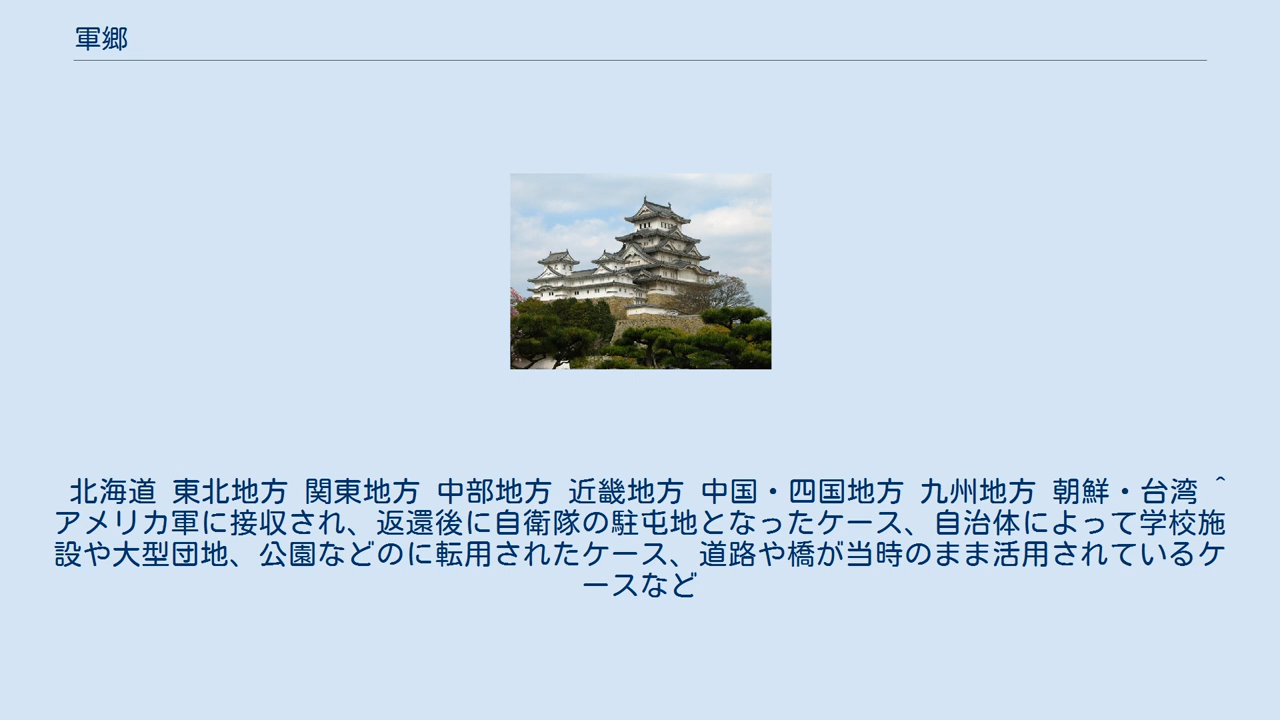 軍郷
北海道 東北地方 関東地方 中部地方 近畿地方 中国・四国地方 九州地方 朝鮮・台湾 ^
アメリカ軍に接収され、返還後に自衛隊の駐屯地となったケース、自治体によって学校施
設や大型団地、公園などのに転用されたケース、道路や橋が当時のまま活用されているケ
ースなど